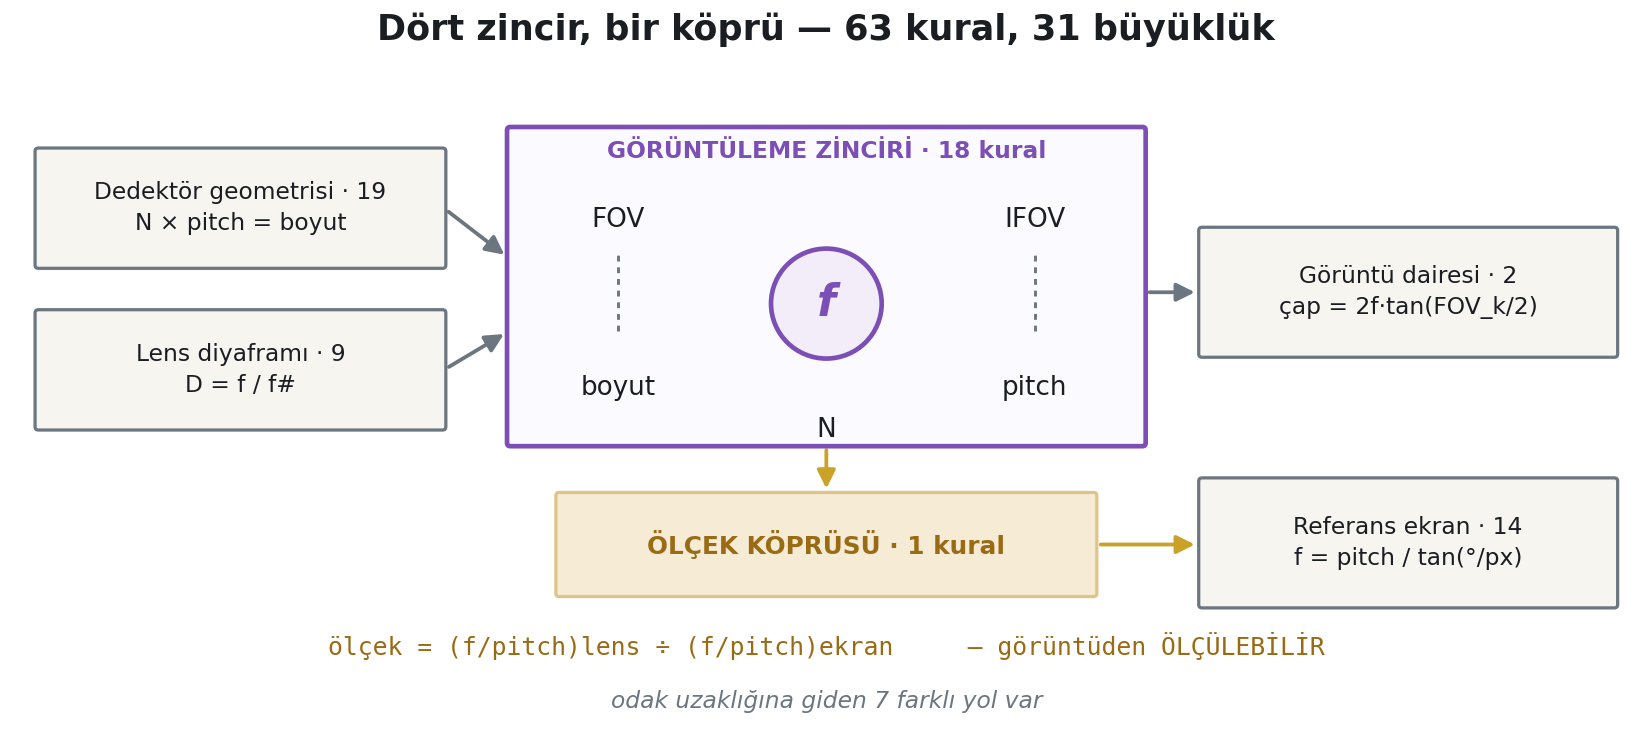 Dört zincir, bir köprü — 63 kural, 31 büyüklük
Dedektör geometrisi · 19
N × pitch = boyut
Lens diyaframı · 9
D = f / f#
GÖRÜNTÜLEME ZİNCİRİ · 18 kural
FOV
IFOV
f
boyut
pitch
N
Görüntü dairesi · 2
çap = 2f·tan(FOV_k/2)
ÖLÇEK KÖPRÜSÜ · 1 kural
Referans ekran · 14
f = pitch / tan(°/px)
ölçek = (f/pitch)lens ÷ (f/pitch)ekran — görüntüden ÖLÇÜLEBİLİR
odak uzaklığına giden 7 farklı yol var